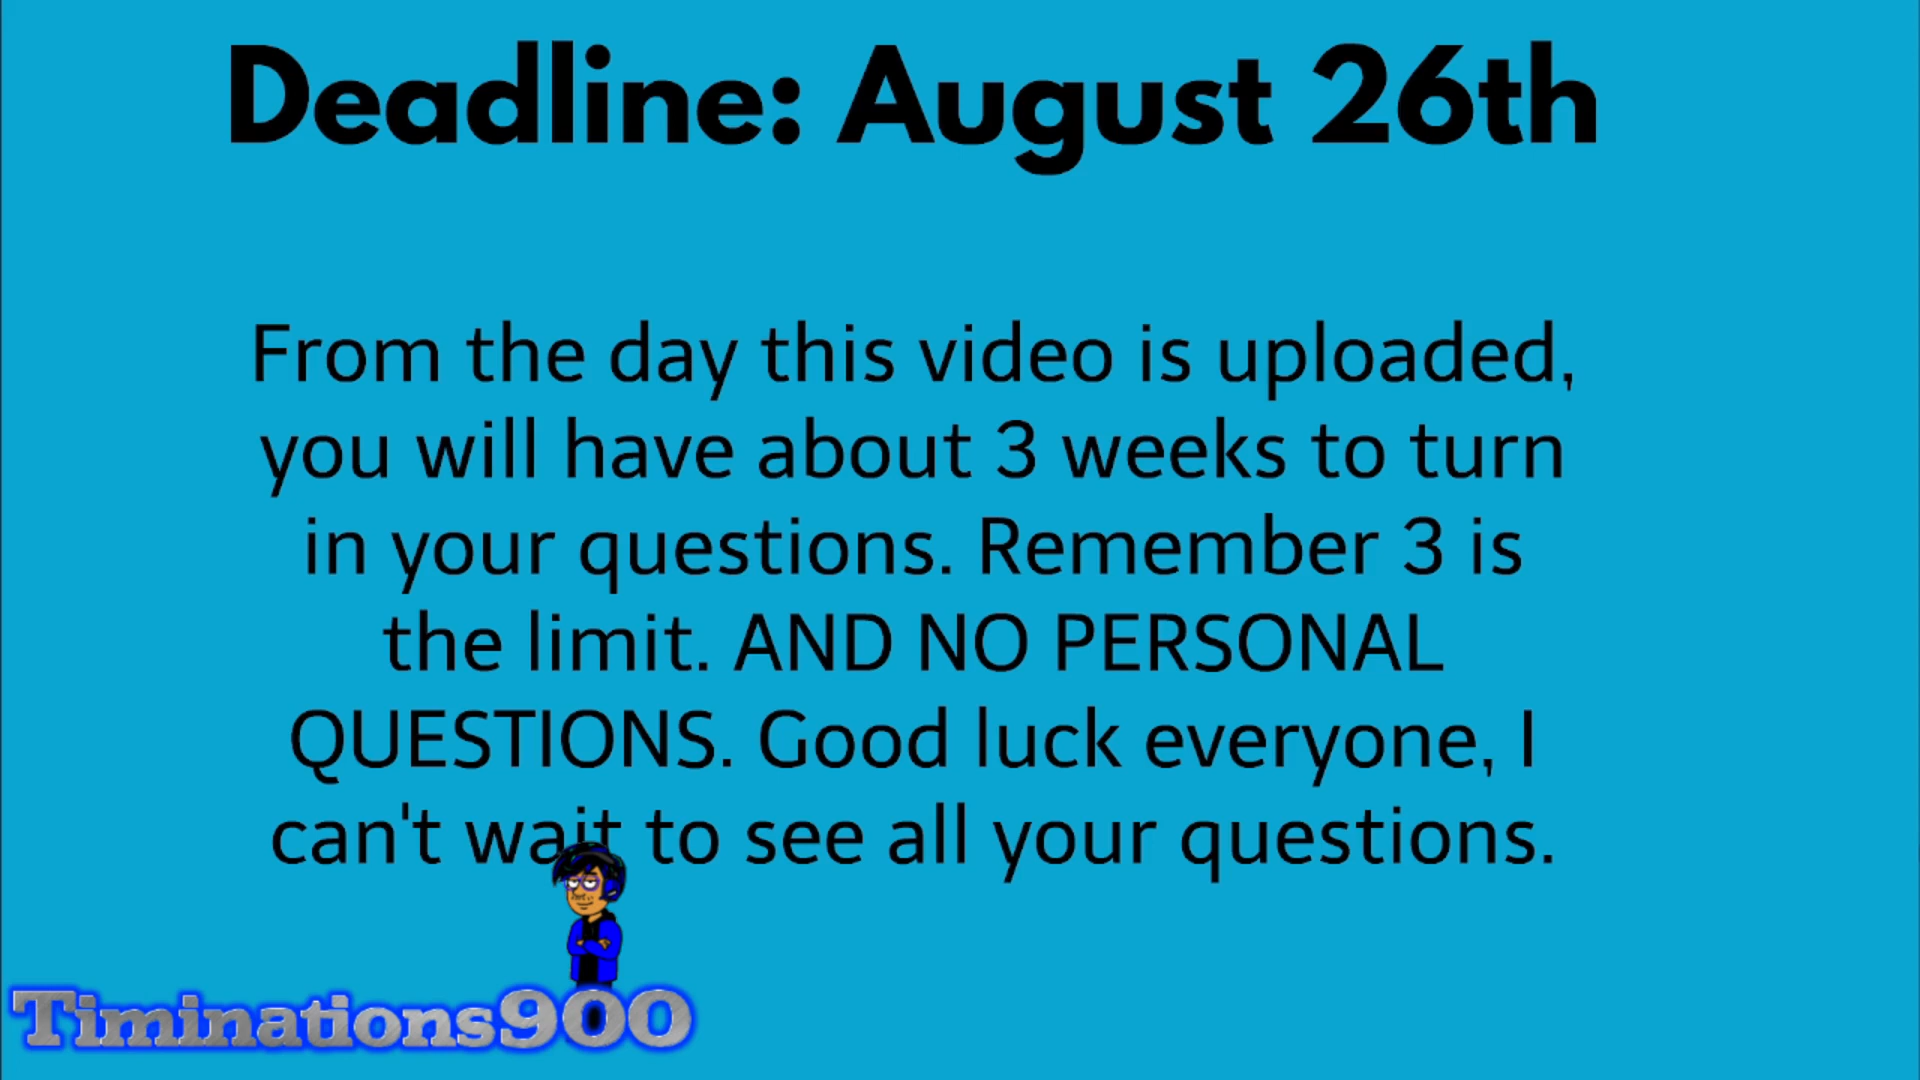 Deadline: August 26th
From the day this video is uploaded,
you will have about 3 weeks to turn
in your questions. Remember 3 is
the limit. AND NO PERSONAL
QUESTIONS. Good luck everyone, I
can't wait to see all your questions.
Timinations900